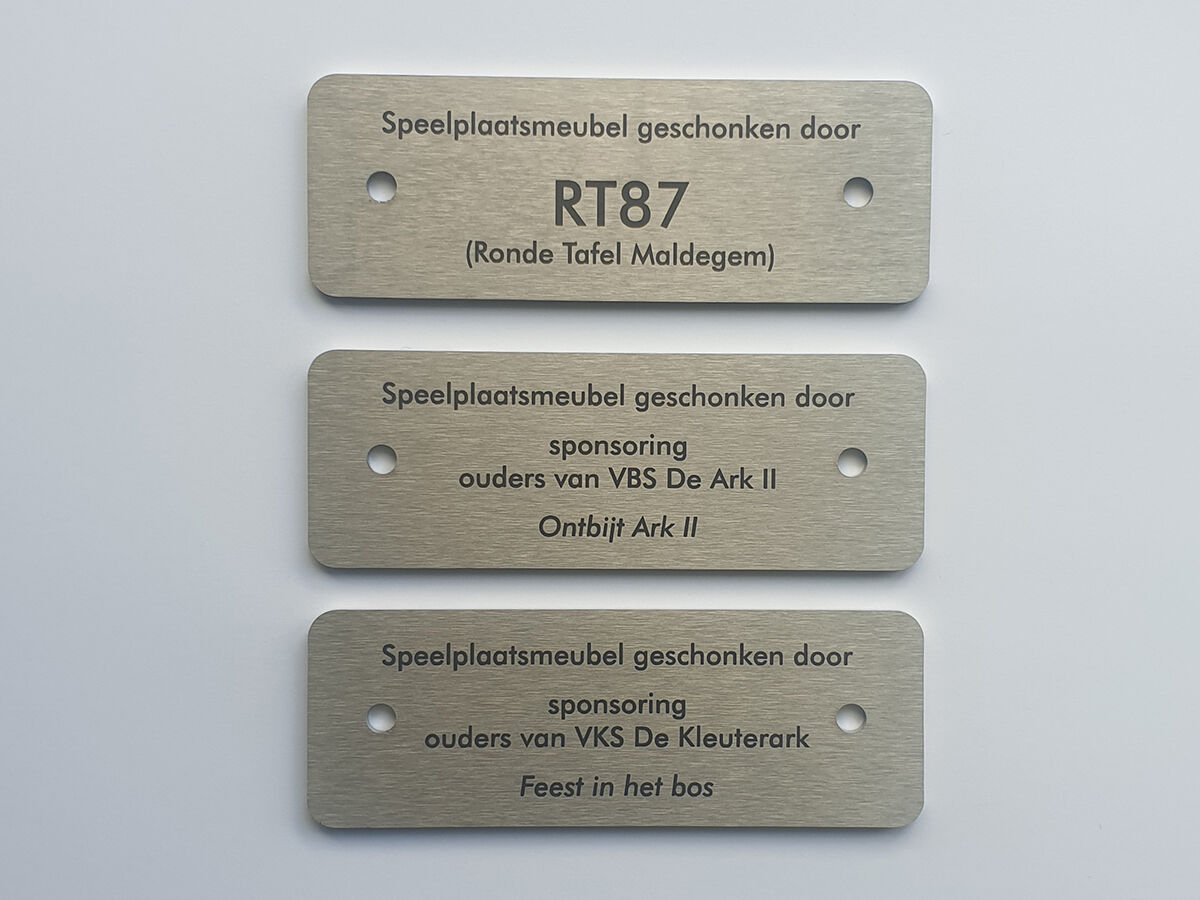 Speelplaatsmeubel geschonken door
RT87
(Ronde Tafel Maldegem)
Speelplaatsmeubel geschonken door
sponsoring
ouders van VBS De Ark II
Ontbijt Ark II
Speelplaatsmeubel geschonken door
sponsoring
ouders van VKS De Kleuterark
Feest in het bos